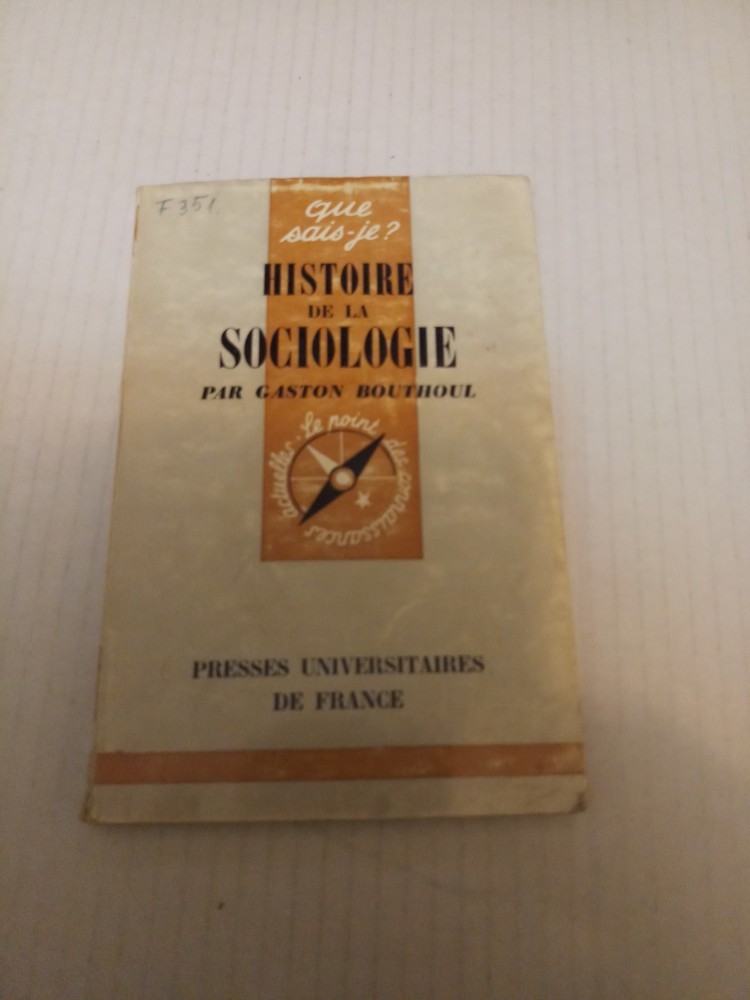 F 351
que
sais-je?
HISTOIRE
DE LA
SOCIOLOGIE
PAR GASTON BOUTHOUL
Le point des connaissances actuelles
PRESSES UNIVERSITAIRES
DE FRANCE